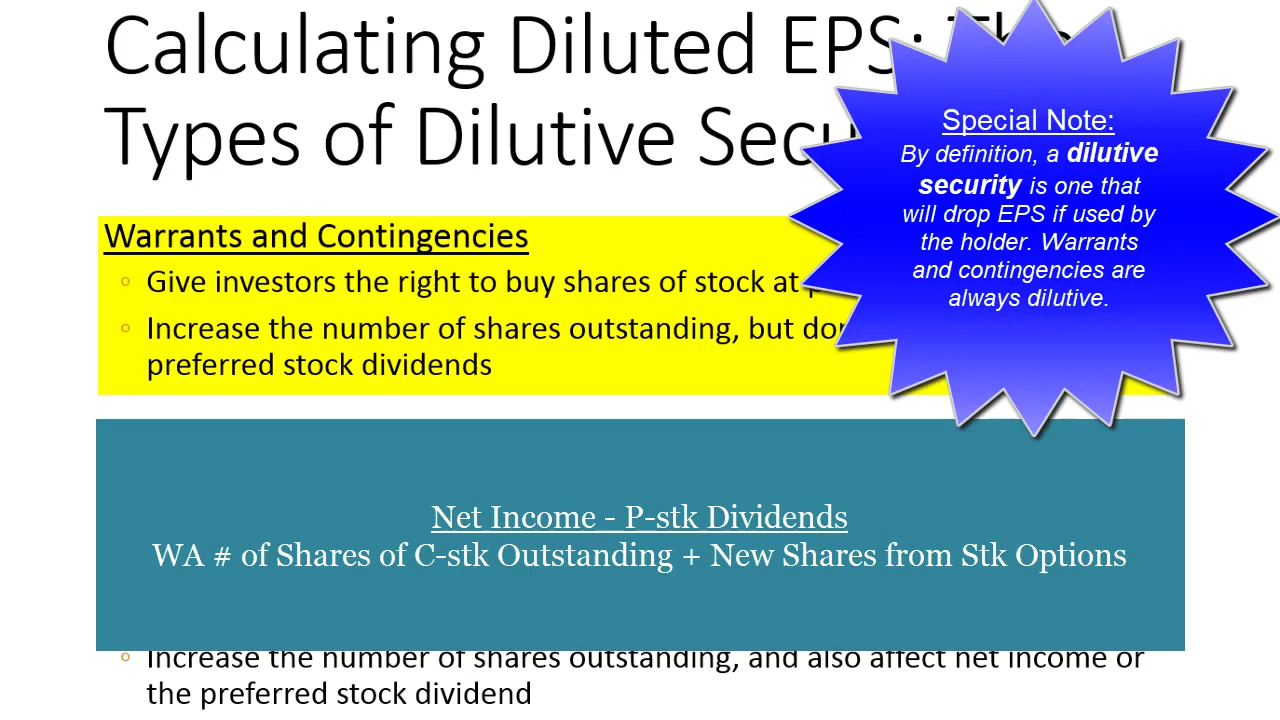 Calculating Diluted EPS:
Types of Dilutive
Special Note:
By definition, a dilutive
security is one that
will drop EPS if used by
the holder. Warrants
and contingencies are
always dilutive.
Warrants and Contingencies
◦ Give investors the right to buy shares of stock at
◦ Increase the number of shares outstanding, but
preferred stock dividends
Net Income - P-stk Dividends
WA # of Shares of C-stk Outstanding + New Shares from Stk Options
◦ Increase the number of shares outstanding, and also affect net income or
the preferred stock dividend